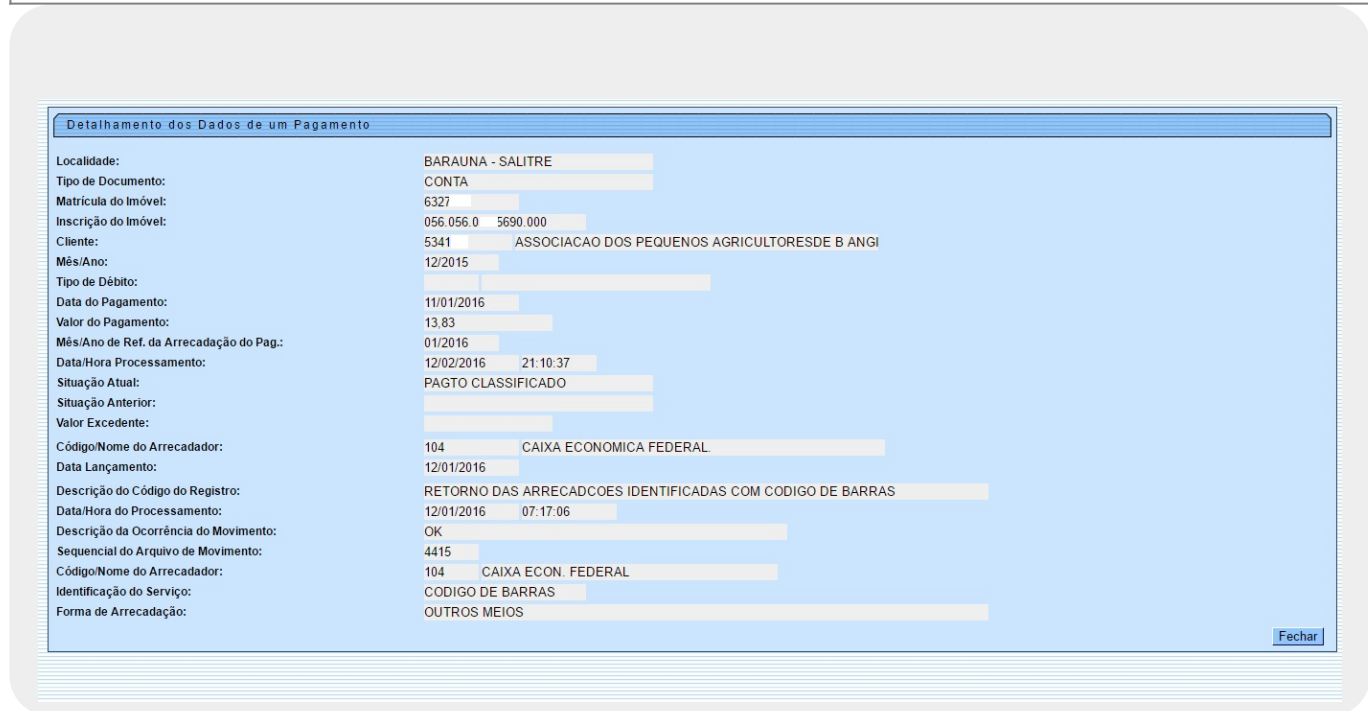 Detalhamento dos Dados de um Pagamento
Localidade: BARAUNA - SALITRE
Tipo de Documento: CONTA
Matrícula do Imóvel: 6327
Inscrição do Imóvel: 056.056.0 5690.000
Cliente: 5341 ASSOCIACAO DOS PEQUENOS AGRICULTORESDE B ANGI
Mês/Ano: 12/2015
Tipo de Débito:
Data do Pagamento: 11/01/2016
Valor do Pagamento: 13,83
Mês/Ano de Ref. da Arrecadação do Pag.: 01/2016
Data/Hora Processamento: 12/02/2016 21:10:37
Situação Atual: PAGTO CLASSIFICADO
Situação Anterior:
Valor Excedente:
Código/Nome do Arrecadador: 104 CAIXA ECONOMICA FEDERAL.
Data Lançamento: 12/01/2016
Descrição do Código do Registro: RETORNO DAS ARRECADCOES IDENTIFICADAS COM CODIGO DE BARRAS
Data/Hora do Processamento: 12/01/2016 07:17:06
Descrição da Ocorrência do Movimento: OK
Sequencial do Arquivo de Movimento: 4415
Código/Nome do Arrecadador: 104 CAIXA ECON. FEDERAL
Identificação do Serviço: CODIGO DE BARRAS
Forma de Arrecadação: OUTROS MEIOS
Fechar